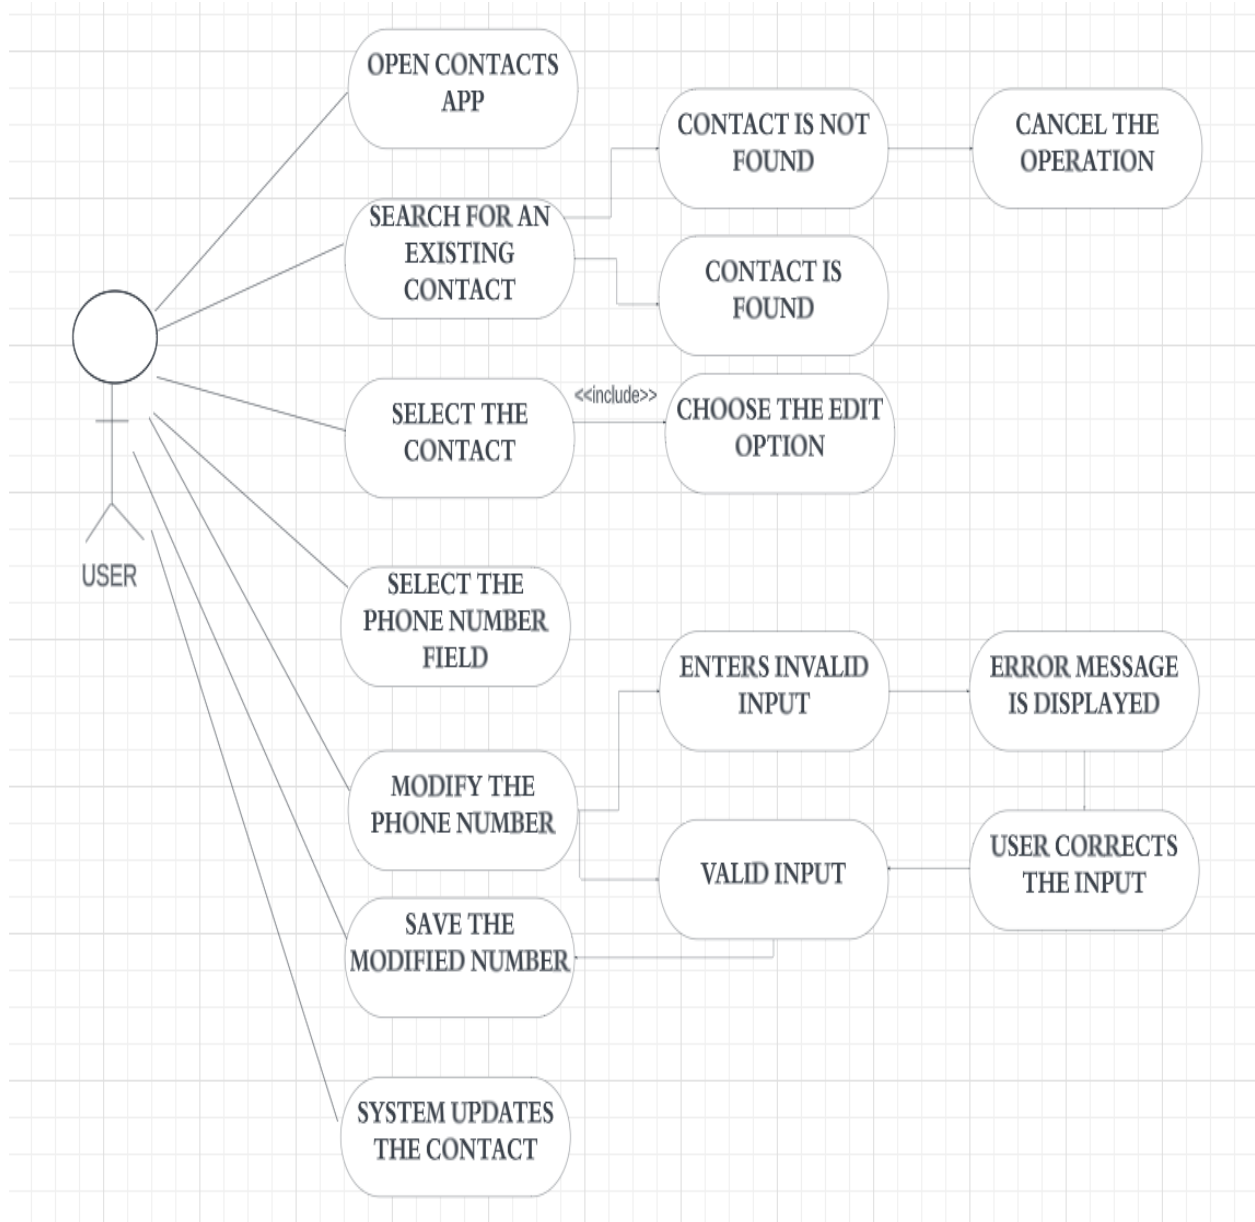 OPEN CONTACTS
APP
CONTACT IS NOT
FOUND
CANCEL THE
OPERATION
SEARCH FOR AN
EXISTING
CONTACT
CONTACT IS
FOUND
SELECT THE
CONTACT
<<include>>
CHOOSE THE EDIT
OPTION
USER
SELECT THE
PHONE NUMBER
FIELD
ENTERS INVALID
INPUT
ERROR MESSAGE
IS DISPLAYED
MODIFY THE
PHONE NUMBER
VALID INPUT
USER CORRECTS
THE INPUT
SAVE THE
MODIFIED NUMBER
SYSTEM UPDATES
THE CONTACT